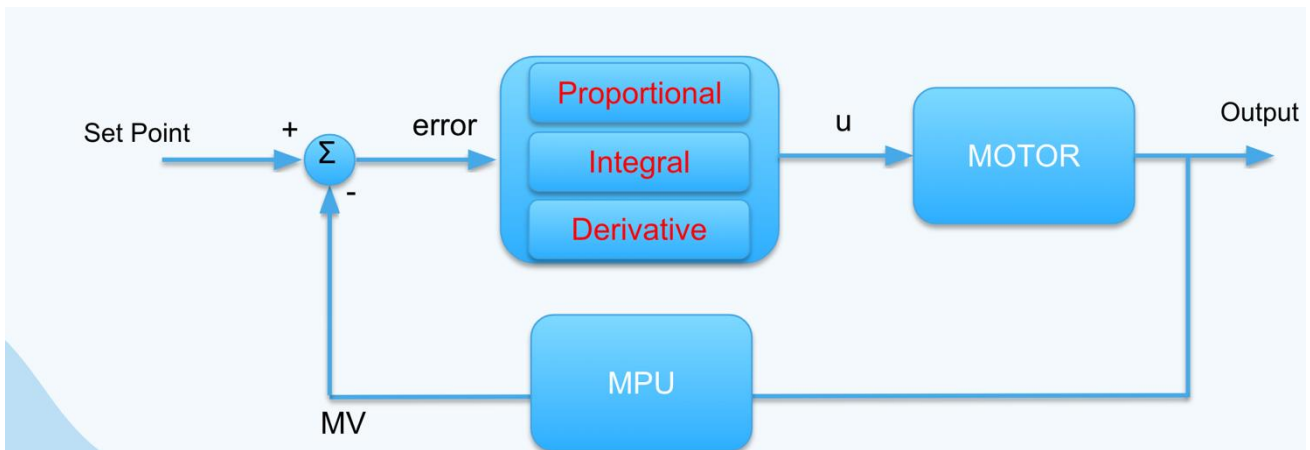 Set Point
+
Σ
-
error
Proportional
Integral
Derivative
u
MOTOR
Output
MPU
MV